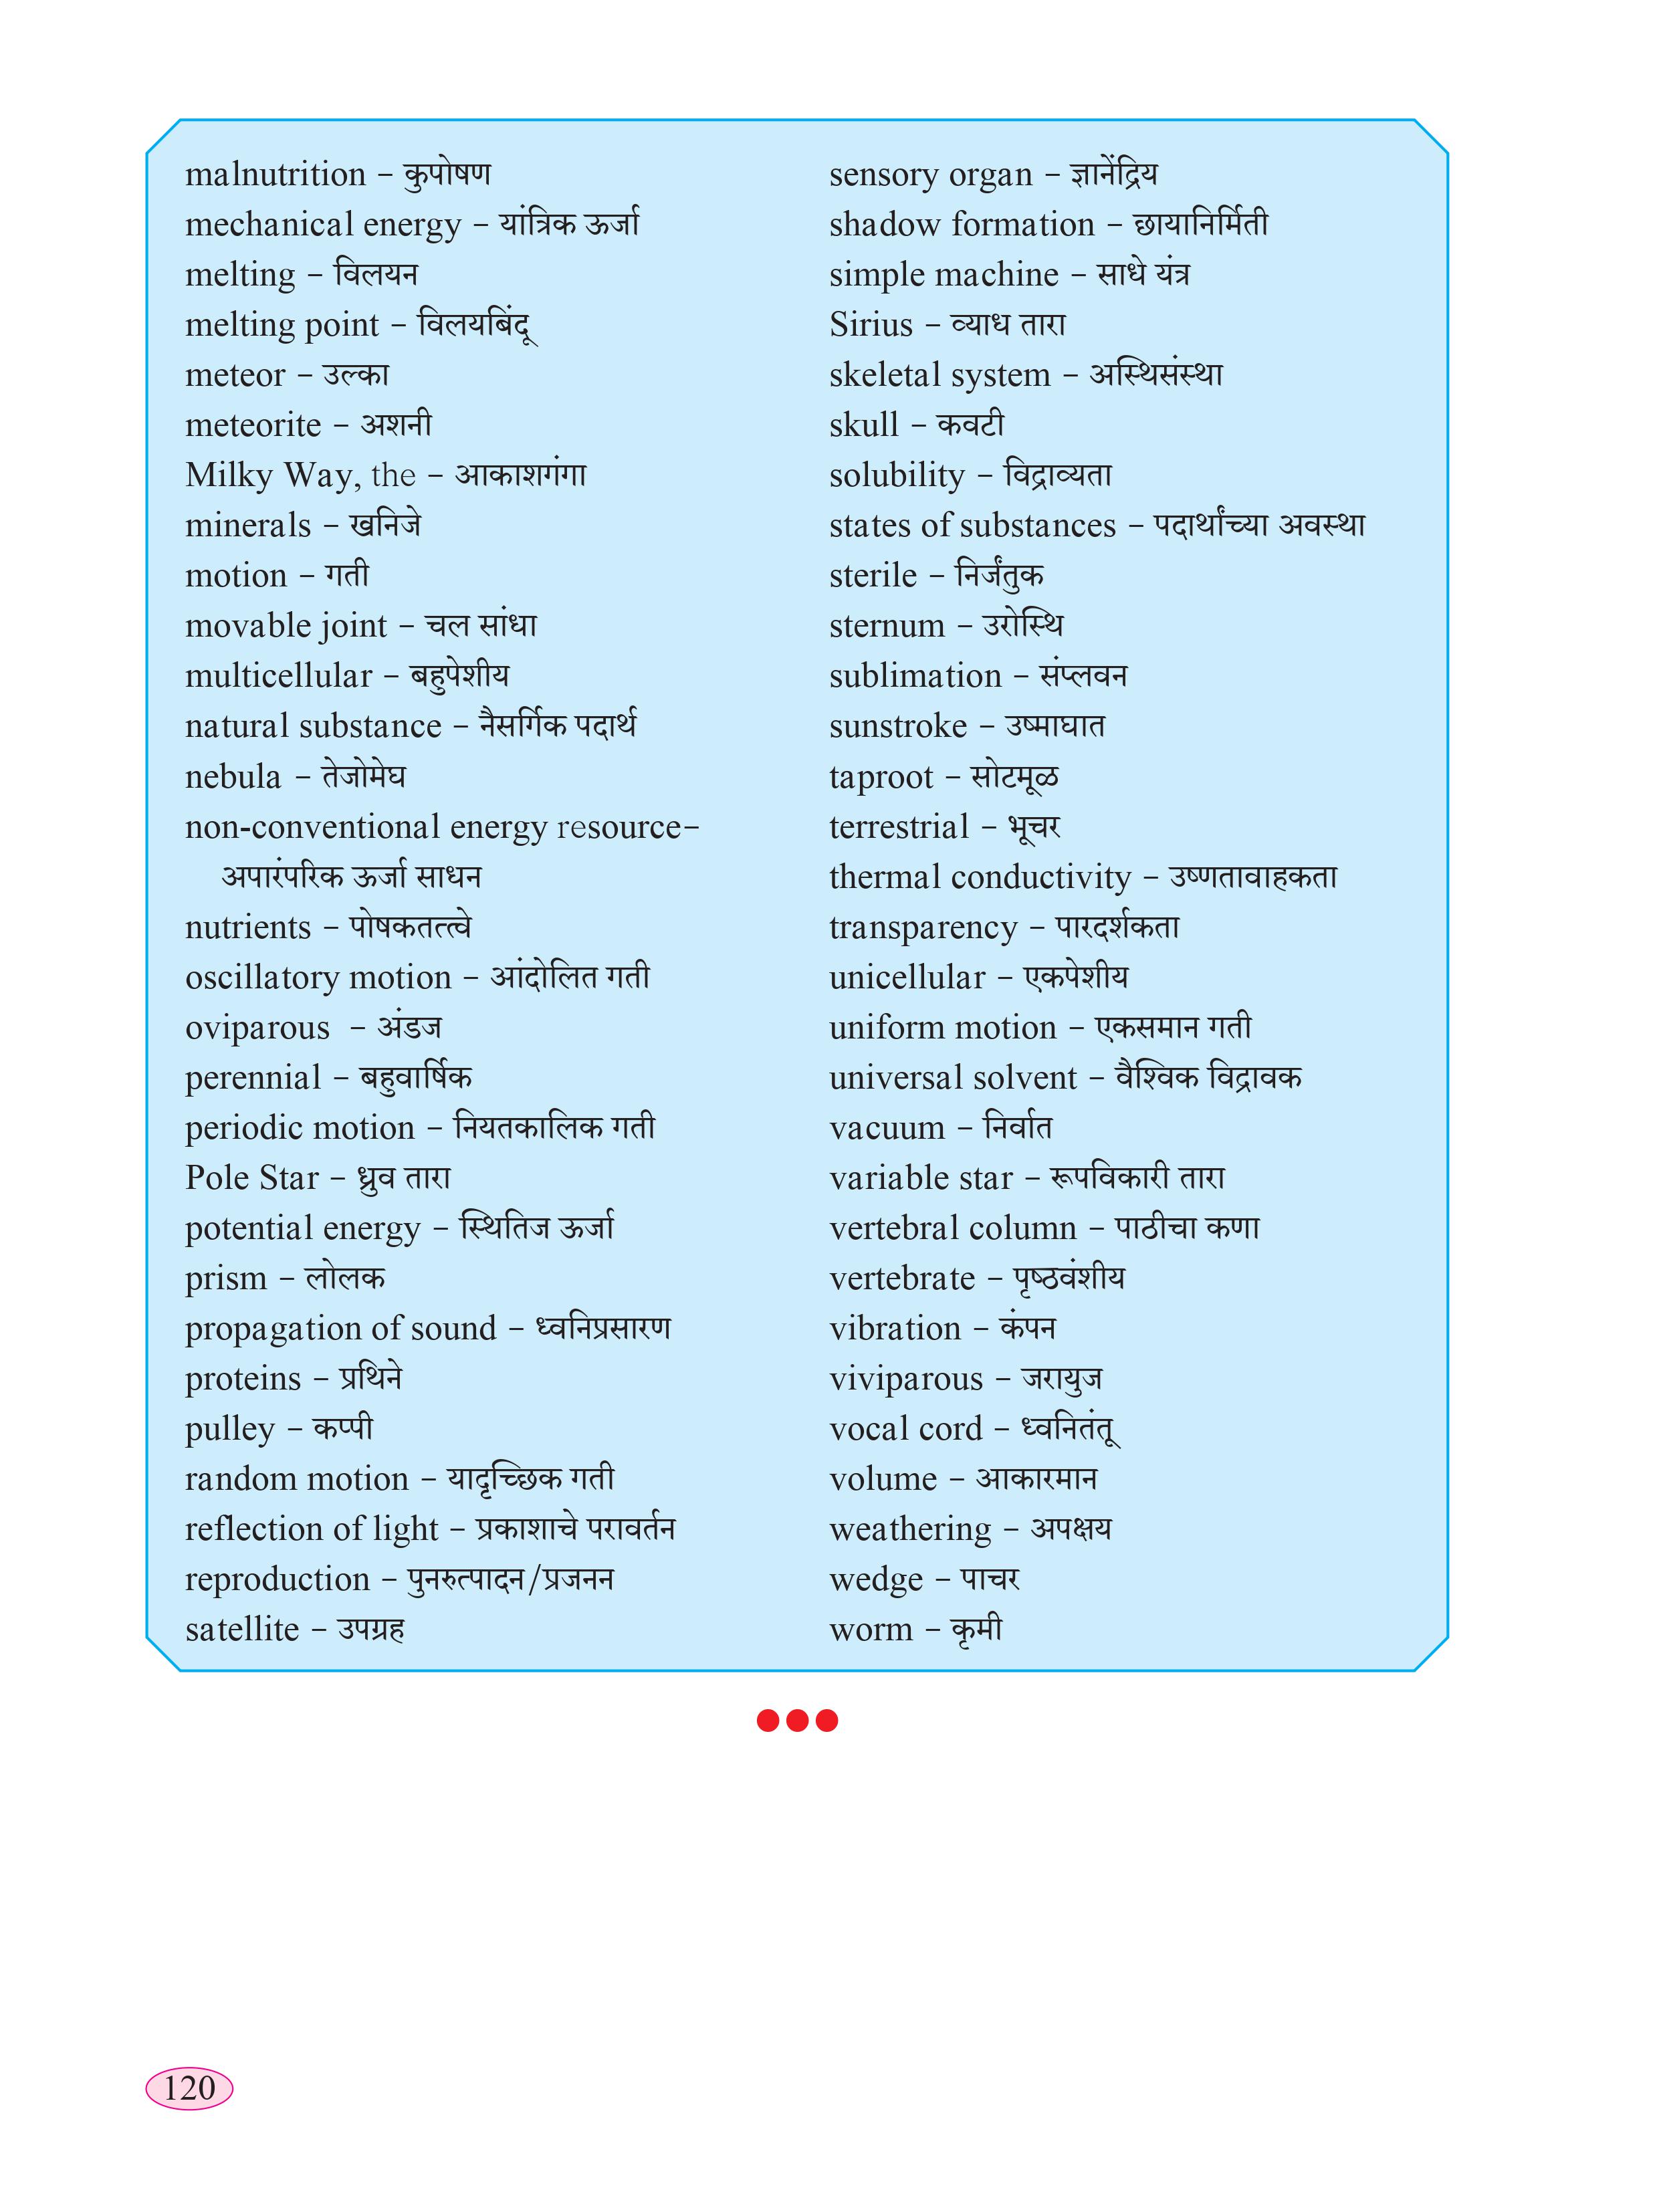 malnutrition – कुपोषण
mechanical energy – यांत्रिक ऊर्जा
melting – विलयन
melting point – विलयबिंदू
meteor – उल्का
meteorite – अशनी
Milky Way, the – आकाशगंगा
minerals – खनिजे
motion – गती
movable joint – चल सांधा
multicellular – बहुपेशीय
natural substance – नैसर्गिक पदार्थ
nebula – तेजोमेघ
non-conventional energy resource–
अपारंपरिक ऊर्जा साधन
nutrients – पोषकतत्त्वे
oscillatory motion – आंदोलित गती
oviparous – अंडज
perennial – बहुवार्षिक
periodic motion – नियतकालिक गती
Pole Star – ध्रुव तारा
potential energy – स्थितिज ऊर्जा
prism – लोलक
propagation of sound – ध्वनिप्रसारण
proteins – प्रथिने
pulley – कप्पी
random motion – यादृच्छिक गती
reflection of light – प्रकाशाचे परावर्तन
reproduction – पुनरुत्पादन/प्रजनन
satellite – उपग्रह
sensory organ – ज्ञानेंद्रिय
shadow formation – छायानिर्मिती
simple machine – साधे यंत्र
Sirius – व्याध तारा
skeletal system – अस्थिसंस्था
skull – कवटी
solubility – विद्राव्यता
states of substances – पदार्थांच्या अवस्था
sterile – निर्जंतुक
sternum – उरोस्थि
sublimation – संप्लवन
sunstroke – उष्माघात
taproot – सोटमूळ
terrestrial – भूचर
thermal conductivity – उष्णतावाहकता
transparency – पारदर्शकता
unicellular – एकपेशीय
uniform motion – एकसमान गती
universal solvent – वैश्विक विद्रावक
vacuum – निर्वात
variable star – रूपविकारी तारा
vertebral column – पाठीचा कणा
vertebrate – पृष्ठवंशीय
vibration – कंपन
viviparous – जरायुज
vocal cord – ध्वनितंतू
volume – आकारमान
weathering – अपक्षय
wedge – पाचर
worm – कृमी
120